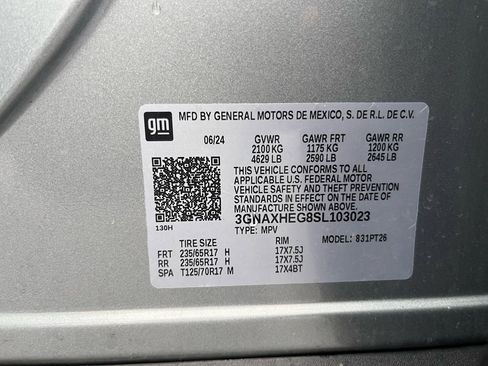 gm
MFD BY GENERAL MOTORS DE MEXICO, S. DE R.L. DE C.V.
06/24 GVWR GAWR FRT GAWR RR
2100 KG 1175 KG 1200 KG
4629 LB 2590 LB 2645 LB
THIS VEHICLE CONFORMS TO ALL
APPLICABLE U.S. FEDERAL MOTOR
VEHICLE SAFETY AND THEFT PREVENTION
STANDARDS IN EFFECT ON THE DATE OF
MANUFACTURE SHOWN ABOVE.
3GNAXHEG8SL103023
130H TYPE: MPV MODEL: 831PT26
TIRE SIZE RIM
FRT 235/65R17 H 17X7.5J
RR 235/65R17 H 17X7.5J
SPA T125/70R17 M 17X4BT